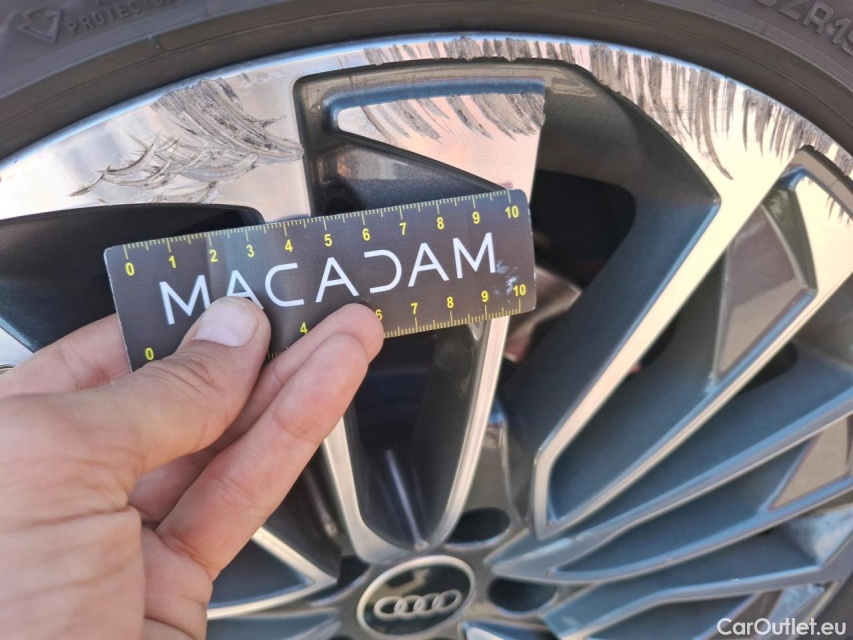 PROTECTOR
ZR19
0 1 2 3 4 5 6 7 8 9 10
MACADAM
0 4 6 7 8 9 10
CarOutlet.eu